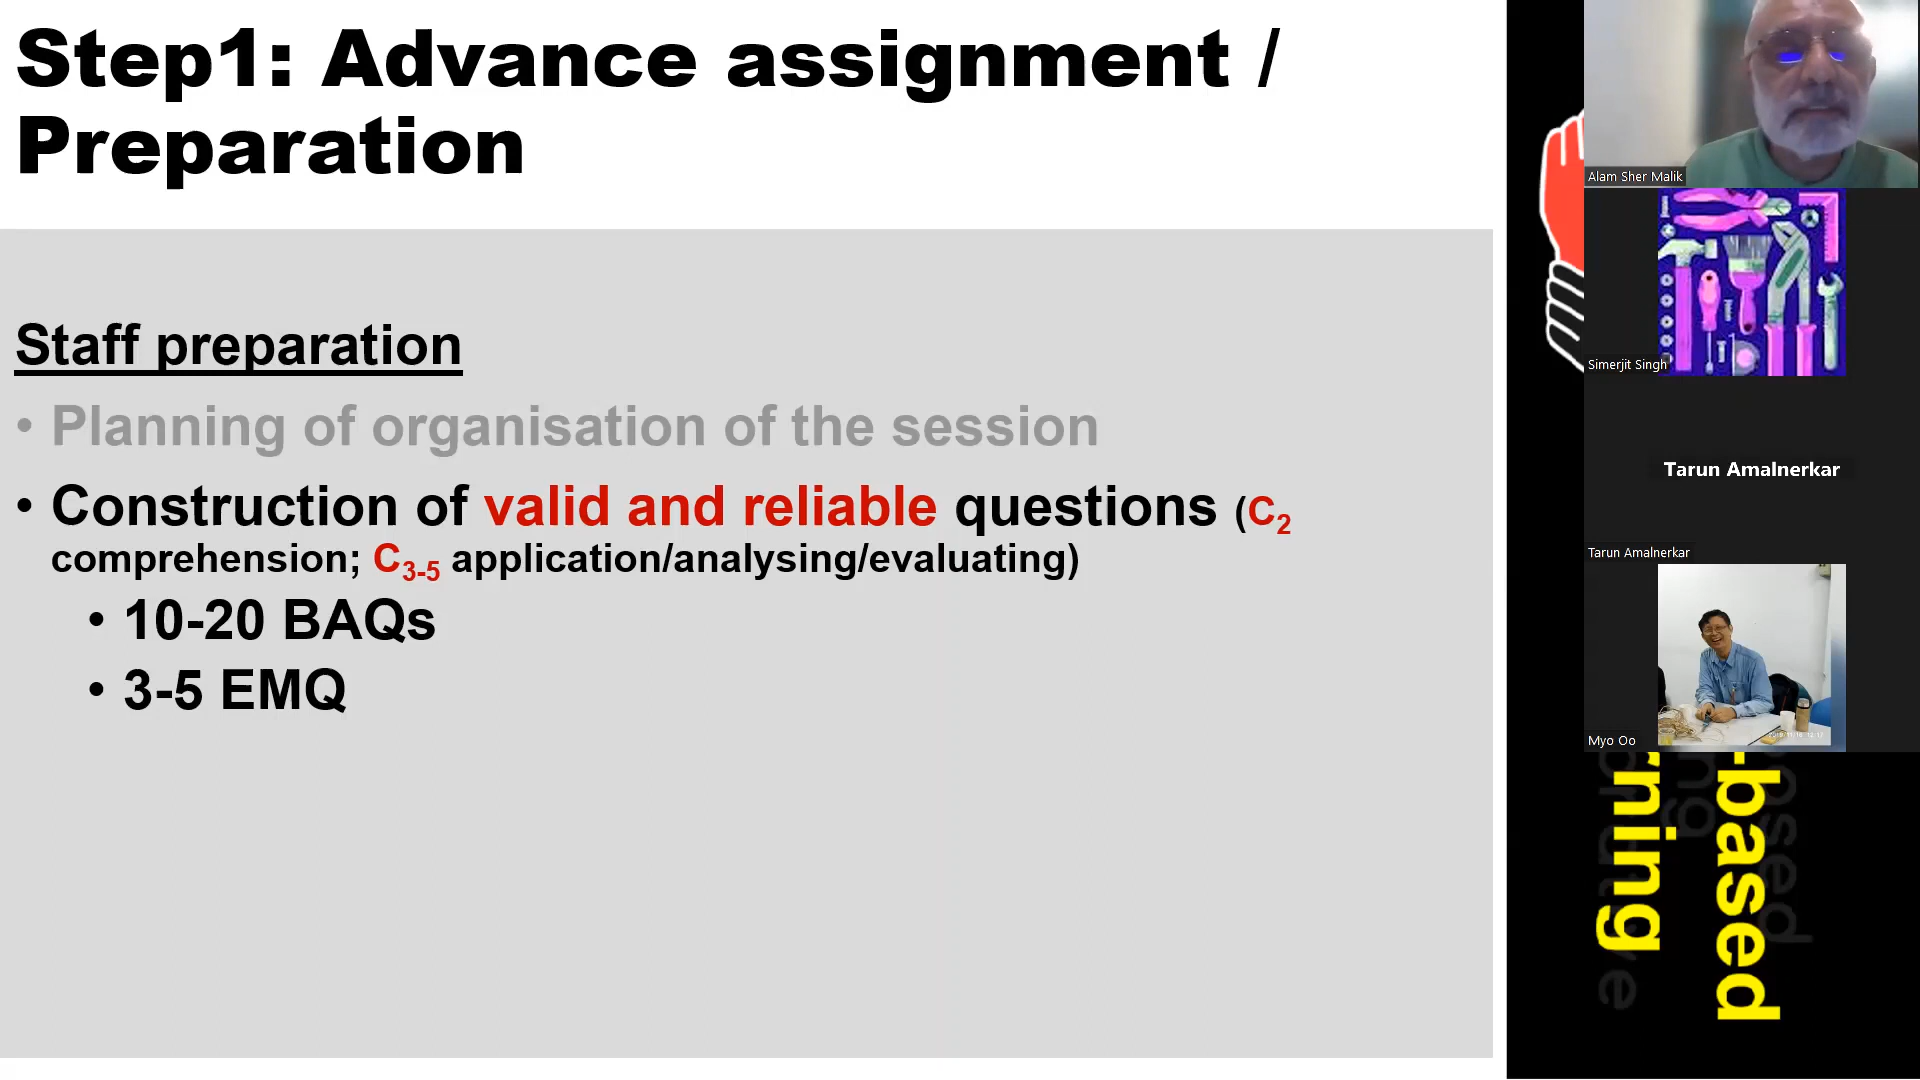 Step1: Advance assignment /
Preparation
Staff preparation
• Planning of organisation of the session
• Construction of valid and reliable questions (C2
comprehension; C3-5 application/analysing/evaluating)
• 10-20 BAQs
• 3-5 EMQ
Alam Sher Malik
Simerjit Singh
Tarun Amalnerkar
Tarun Amalnerkar
Myo Oo
-based
rning